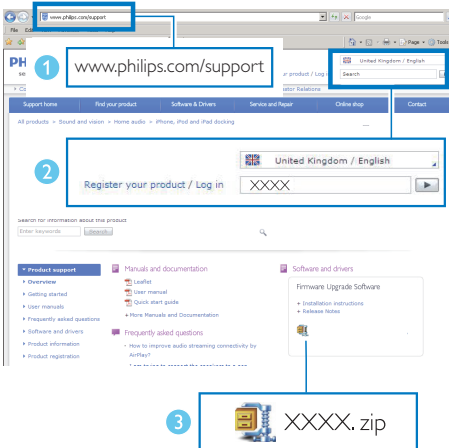 www.philips.com/support
Google
File
Page
Tools
1
www.philips.com/support
United Kingdom / English
Search
PH
Support home
Find your product
Software & Drivers
Service and Repair
Online shop
Contact
All products > Sound and vision > Home audio > iPhone, iPod and iPad docking
2
United Kingdom / English
Register your product / Log in
XXXX
Search for information about this product
Enter keywords
Search
Product support
Overview
Getting started
User manuals
Frequently asked questions
Software and drivers
Product information
Product registration
Manuals and documentation
Leaflet
User manual
Quick start guide
+ More Manuals and Documentation
Frequently asked questions
- How to improve audio streaming connectivity by
AirPlay?
Software and drivers
Firmware Upgrade Software
+ Installation instructions
+ Release Notes
3
XXXX.zip